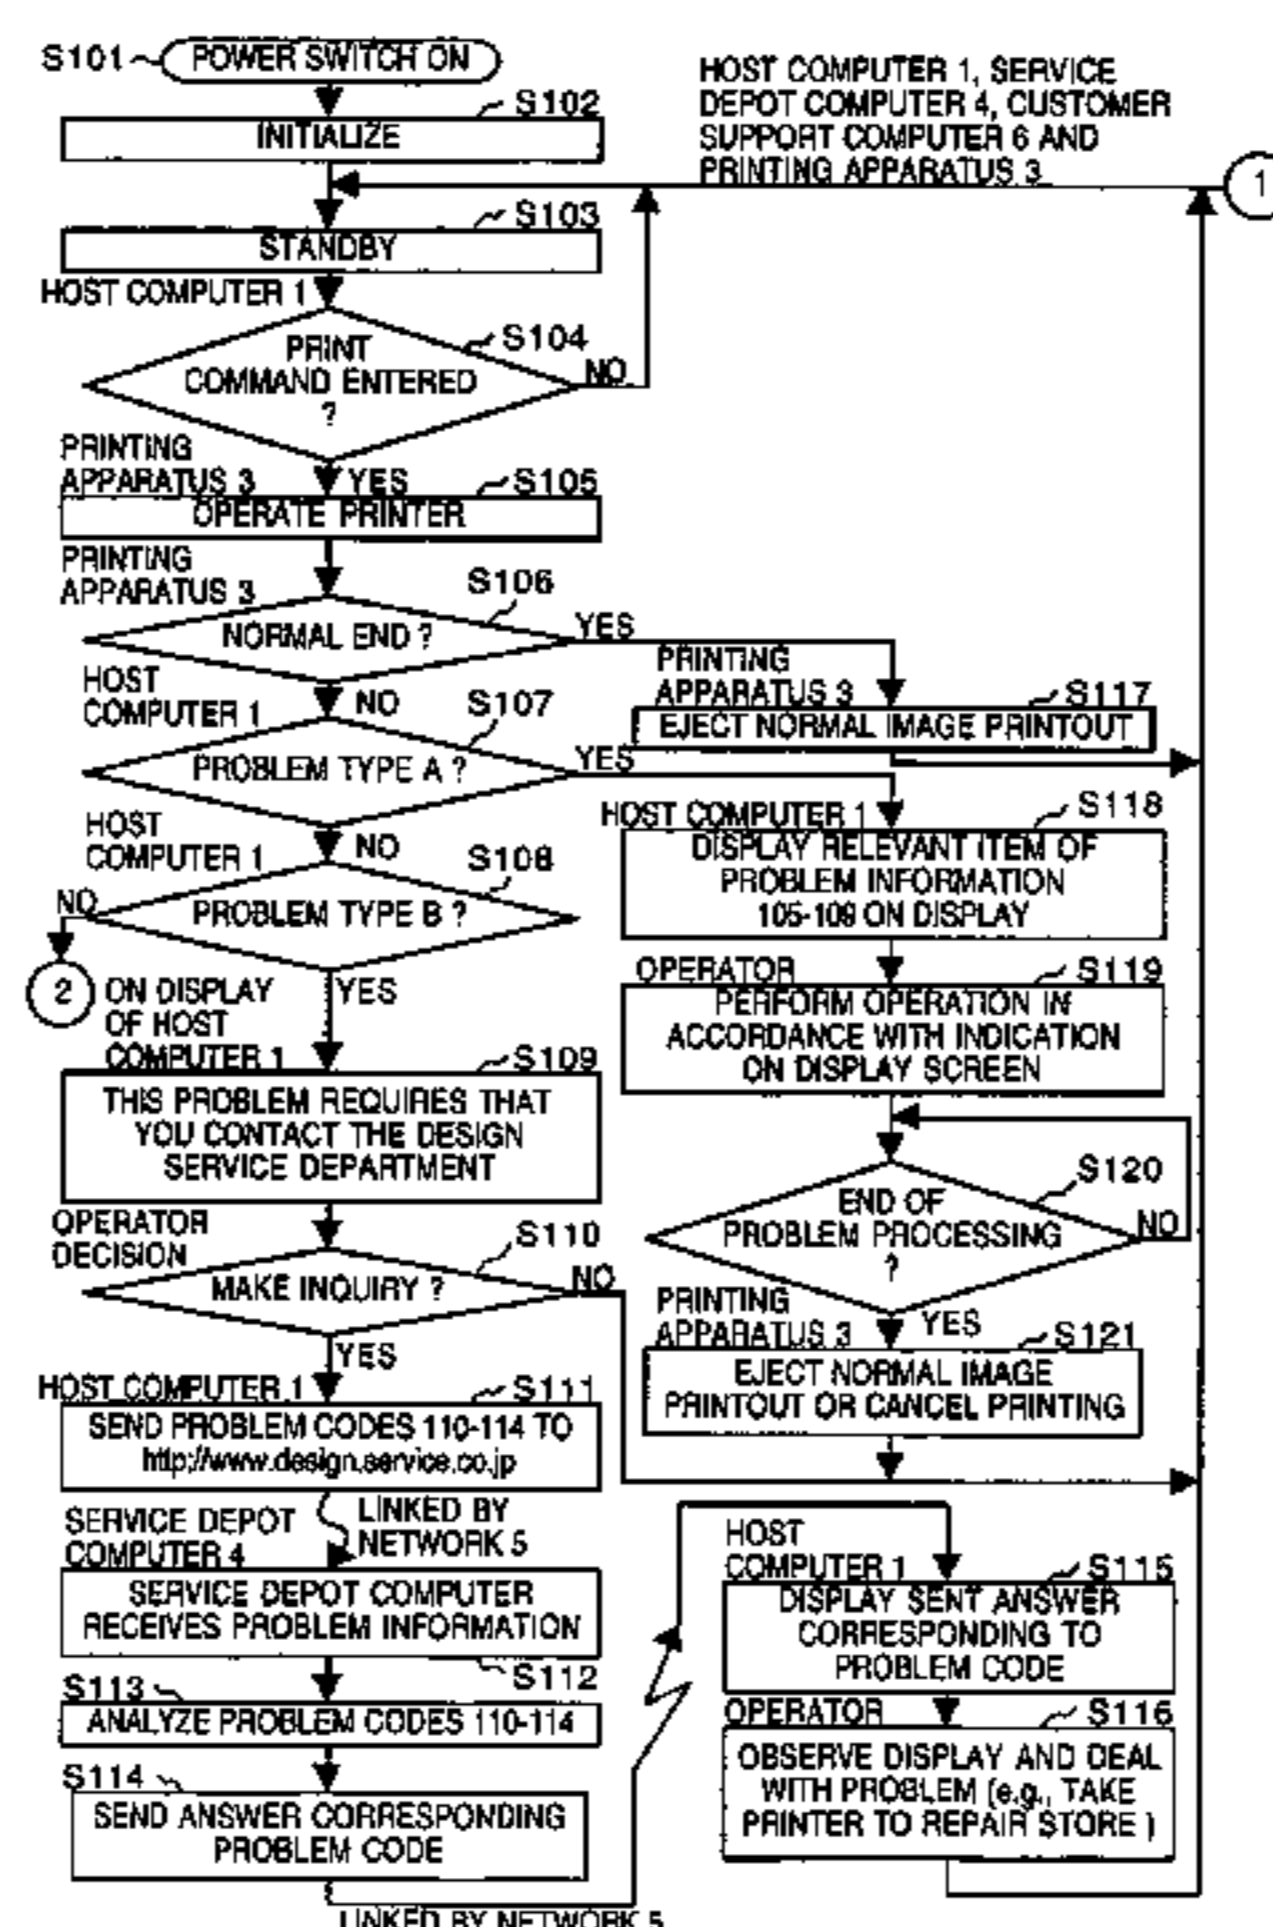 S101
POWER SWITCH ON
S102
INITIALIZE
HOST COMPUTER 1, SERVICE
DEPOT COMPUTER 4, CUSTOMER
SUPPORT COMPUTER 6 AND
PRINTING APPARATUS 3
1
S103
STANDBY
HOST COMPUTER 1
S104
PRINT
COMMAND ENTERED
?
NO
PRINTING
APPARATUS 3
YES
S105
OPERATE PRINTER
PRINTING
APPARATUS 3
S106
NORMAL END ?
YES
PRINTING
APPARATUS 3
S117
EJECT NORMAL IMAGE PRINTOUT
HOST
COMPUTER 1
NO
S107
PROBLEM TYPE A ?
YES
HOST COMPUTER 1
S118
DISPLAY RELEVANT ITEM OF
PROBLEM INFORMATION
105-109 ON DISPLAY
HOST
COMPUTER 1
NO
S108
PROBLEM TYPE B ?
NO
2
YES
OPERATOR
S119
PERFORM OPERATION IN
ACCORDANCE WITH INDICATION
ON DISPLAY SCREEN
ON DISPLAY
OF HOST
COMPUTER 1
S109
THIS PROBLEM REQUIRES THAT
YOU CONTACT THE DESIGN
SERVICE DEPARTMENT
S120
END OF
PROBLEM PROCESSING
?
NO
YES
OPERATOR
DECISION
S110
MAKE INQUIRY ?
NO
YES
PRINTING
APPARATUS 3
S121
EJECT NORMAL IMAGE
PRINTOUT OR CANCEL PRINTING
HOST COMPUTER 1
S111
SEND PROBLEM CODES 110-114 TO
http://www.design.service.co.jp
LINKED BY
NETWORK 5
SERVICE DEPOT
COMPUTER 4
SERVICE DEPOT COMPUTER
RECEIVES PROBLEM INFORMATION
S112
S113
ANALYZE PROBLEM CODES 110-114
S114
SEND ANSWER CORRESPONDING
PROBLEM CODE
LINKED BY NETWORK 5
HOST
COMPUTER 1
S115
DISPLAY SENT ANSWER
CORRESPONDING TO
PROBLEM CODE
OPERATOR
S116
OBSERVE DISPLAY AND DEAL
WITH PROBLEM (e.g., TAKE
PRINTER TO REPAIR STORE )